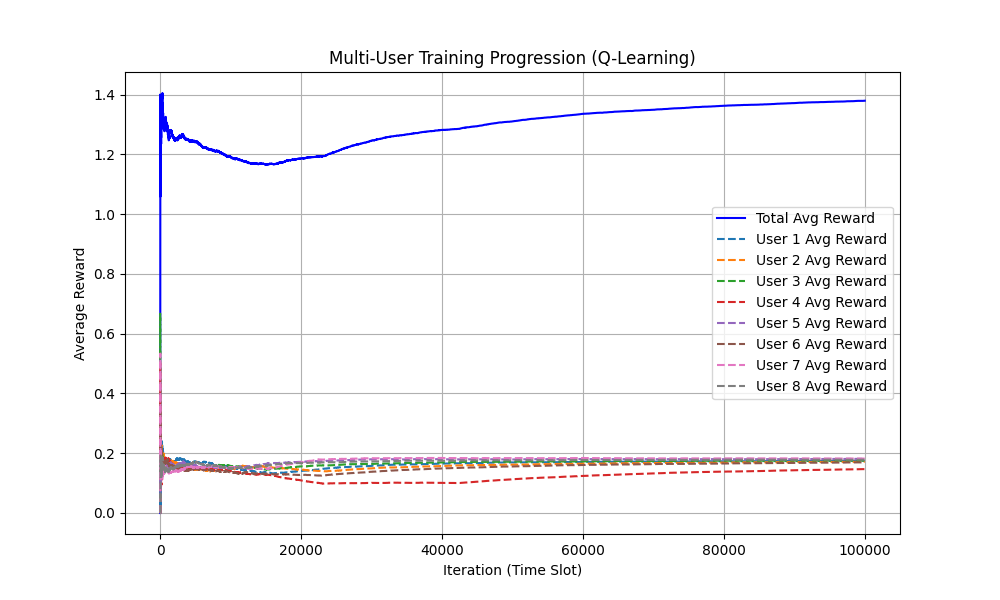 Multi-User Training Progression (Q-Learning)
1.4
1.2
1.0
0.8
0.6
0.4
0.2
0.0
Average Reward
Total Avg Reward
User 1 Avg Reward
User 2 Avg Reward
User 3 Avg Reward
User 4 Avg Reward
User 5 Avg Reward
User 6 Avg Reward
User 7 Avg Reward
User 8 Avg Reward
0 20000 40000 60000 80000 100000
Iteration (Time Slot)